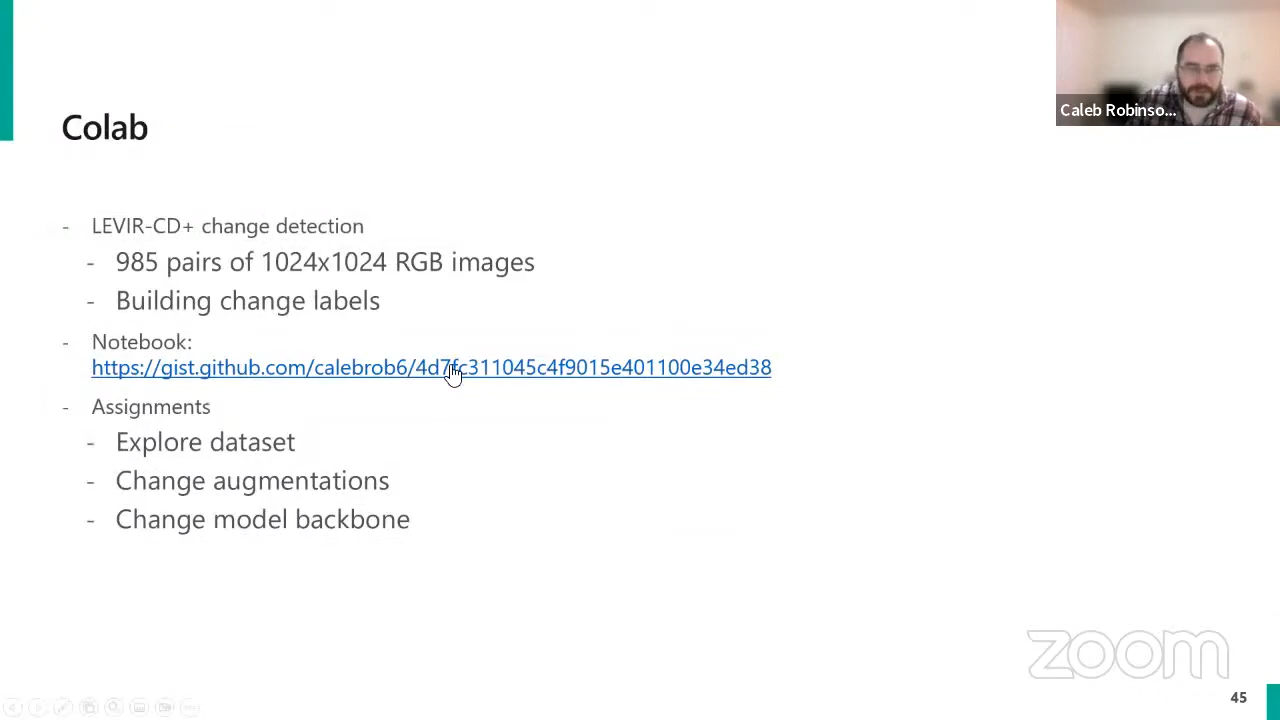 Caleb Robinso...
Colab
- LEVIR-CD+ change detection
- 985 pairs of 1024x1024 RGB images
- Building change labels
- Notebook:
https://gist.github.com/calebrob6/4d7fc311045c4f9015e401100e34ed38
- Assignments
- Explore dataset
- Change augmentations
- Change model backbone
zoom
45